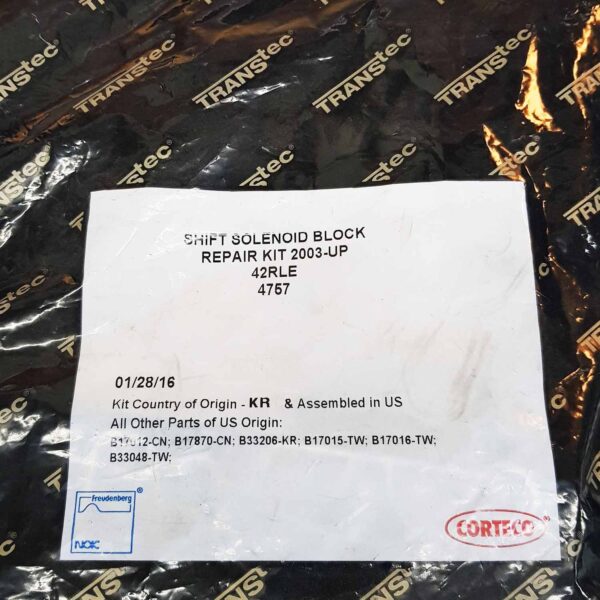 TRANStec®
SHIFT SOLENOID BLOCK
REPAIR KIT 2003-UP
42RLE
4757
01/28/16
Kit Country of Origin - KR & Assembled in US
All Other Parts of US Origin:
B17012-CN; B17870-CN; B33206-KR; B17015-TW; B17016-TW;
B33048-TW;
Freudenberg ®
NOK
CORTECO ®